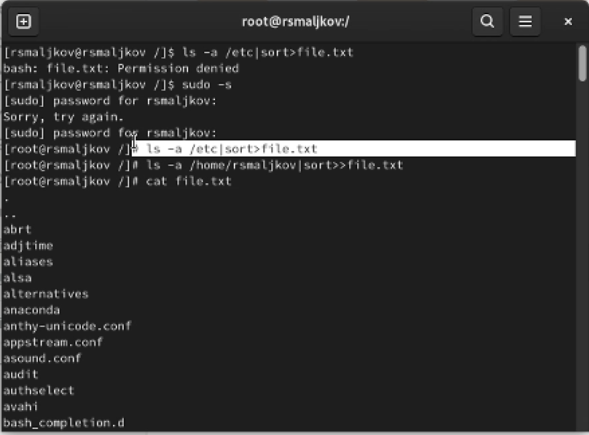 root@rsmaljkov:/
[rsmaljkov@rsmaljkov /]$ ls -a /etc|sort>file.txt
bash: file.txt: Permission denied
[rsmaljkov@rsmaljkov /]$ sudo -s
[sudo] password for rsmaljkov:
Sorry, try again.
[sudo] password for rsmaljkov:
[root@rsmaljkov /]# ls -a /etc|sort>file.txt
[root@rsmaljkov /]# ls -a /home/rsmaljkov|sort>>file.txt
[root@rsmaljkov /]# cat file.txt
.
..
abrt
adjtime
aliases
alsa
alternatives
anaconda
anthy-unicode.conf
appstream.conf
asound.conf
audit
authselect
avahi
bash_completion.d